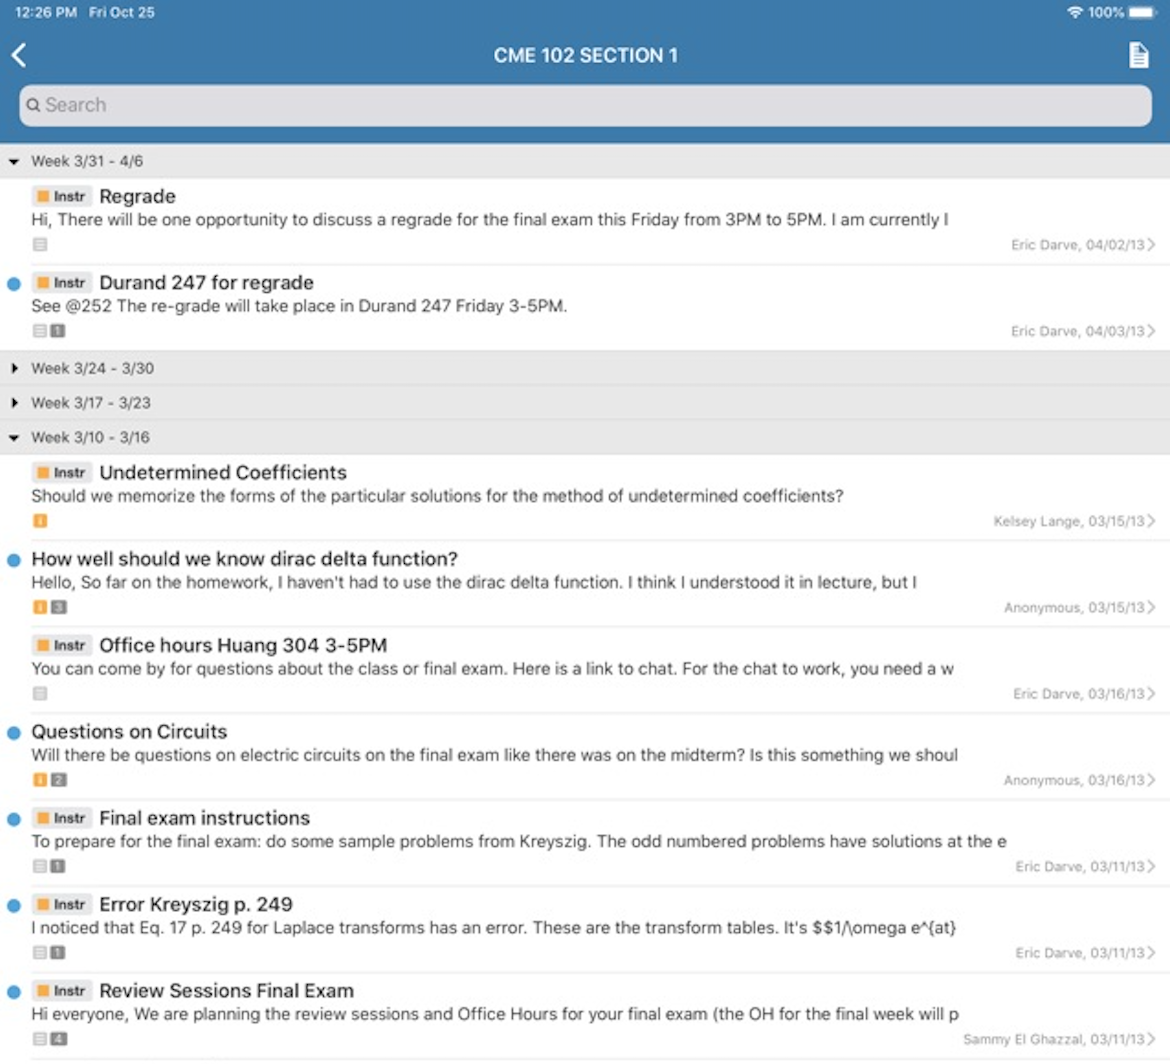 12:26 PM Fri Oct 25 100%
CME 102 SECTION 1
Search
Week 3/31 - 4/6
Instr Regrade
Hi, There will be one opportunity to discuss a regrade for the final exam this Friday from 3PM to 5PM. I am currently l
Eric Darve, 04/02/13
Instr Durand 247 for regrade
See @252 The re-grade will take place in Durand 247 Friday 3-5PM.
1 Eric Darve, 04/03/13
Week 3/24 - 3/30
Week 3/17 - 3/23
Week 3/10 - 3/16
Instr Undetermined Coefficients
Should we memorize the forms of the particular solutions for the method of undetermined coefficients?
i Kelsey Lange, 03/15/13
How well should we know dirac delta function?
Hello, So far on the homework, I haven't had to use the dirac delta function. I think I understood it in lecture, but I
i 3 Anonymous, 03/15/13
Instr Office hours Huang 304 3-5PM
You can come by for questions about the class or final exam. Here is a link to chat. For the chat to work, you need a w
Eric Darve, 03/16/13
Questions on Circuits
Will there be questions on electric circuits on the final exam like there was on the midterm? Is this something we shoul
i 2 Anonymous, 03/16/13
Instr Final exam instructions
To prepare for the final exam: do some sample problems from Kreyszig. The odd numbered problems have solutions at the e
1 Eric Darve, 03/11/13
Instr Error Kreyszig p. 249
I noticed that Eq. 17 p. 249 for Laplace transforms has an error. These are the transform tables. It's $$1/\omega e^{at}
1 Eric Darve, 03/11/13
Instr Review Sessions Final Exam
Hi everyone, We are planning the review sessions and Office Hours for your final exam (the OH for the final week will p
4 Sammy El Ghazzal, 03/11/13